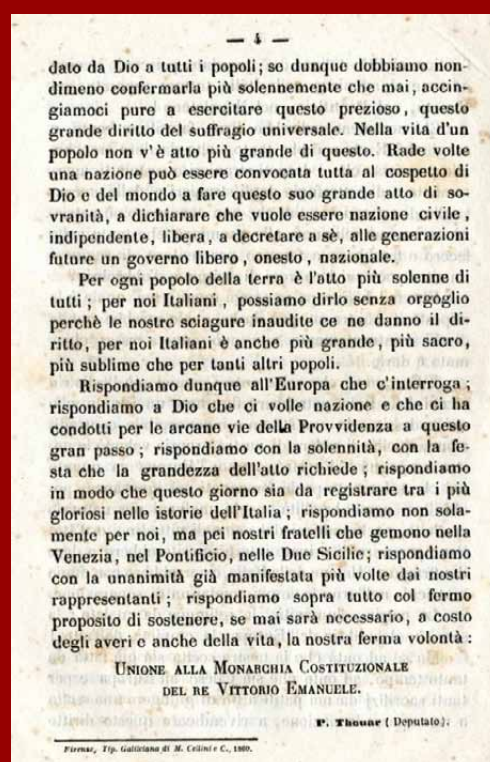 — 4 —
dato da Dio a tutti i popoli; se dunque dobbiamo non-
dimeno confermarla più solennemente che mai, accin-
giamoci pure a esercitare questo prezioso, questo
grande diritto del suffragio universale. Nella vita d'un
popolo non v'è atto più grande di questo. Rade volte
una nazione può essere convocata tutta al cospetto di
Dio e del mondo a fare questo suo grande atto di so-
vranità, a dichiarare che vuole essere nazione civile,
indipendente, libera, a decretare a sè, alle generazioni
future un governo libero, onesto, nazionale.
Per ogni popolo della terra è l'atto più solenne di
tutti; per noi Italiani, possiamo dirlo senza orgoglio
perchè le nostre sciagure inaudite ce ne danno il di-
ritto, per noi Italiani è anche più grande, più sacro,
più sublime che per tanti altri popoli.
Rispondiamo dunque all'Europa che c'interroga;
rispondiamo a Dio che ci volle nazione e che ci ha
condotti per le arcane vie della Provvidenza a questo
gran passo; rispondiamo con la solennità, con la fe-
sta che la grandezza dell'atto richiede; rispondiamo
in modo che questo giorno sia da registrare tra i più
gloriosi nelle istorie dell'Italia; rispondiamo non sola-
mente per noi, ma pei nostri fratelli che gemono nella
Venezia, nel Pontificio, nelle Due Sicilie; rispondiamo
con la unanimità già manifestata più volte dai nostri
rappresentanti; rispondiamo sopra tutto col fermo
proposito di sostenere, se mai sarà necessario, a costo
degli averi e anche della vita, la nostra ferma volontà:
UNIONE ALLA MONARCHIA COSTITUZIONALE
DEL RE VITTORIO EMANUELE.
P. Thouar (Deputato).
Firenze, Tip. Galileiana di M. Cellini e C., 1860.